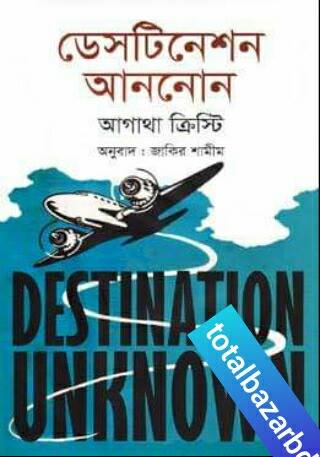 ডেসটিনেশন
আননোন
আগাথা ক্রিস্টি
অনুবাদ : জাকির শামীম
DESTINATION
UNKNOWN
totalbazarbd